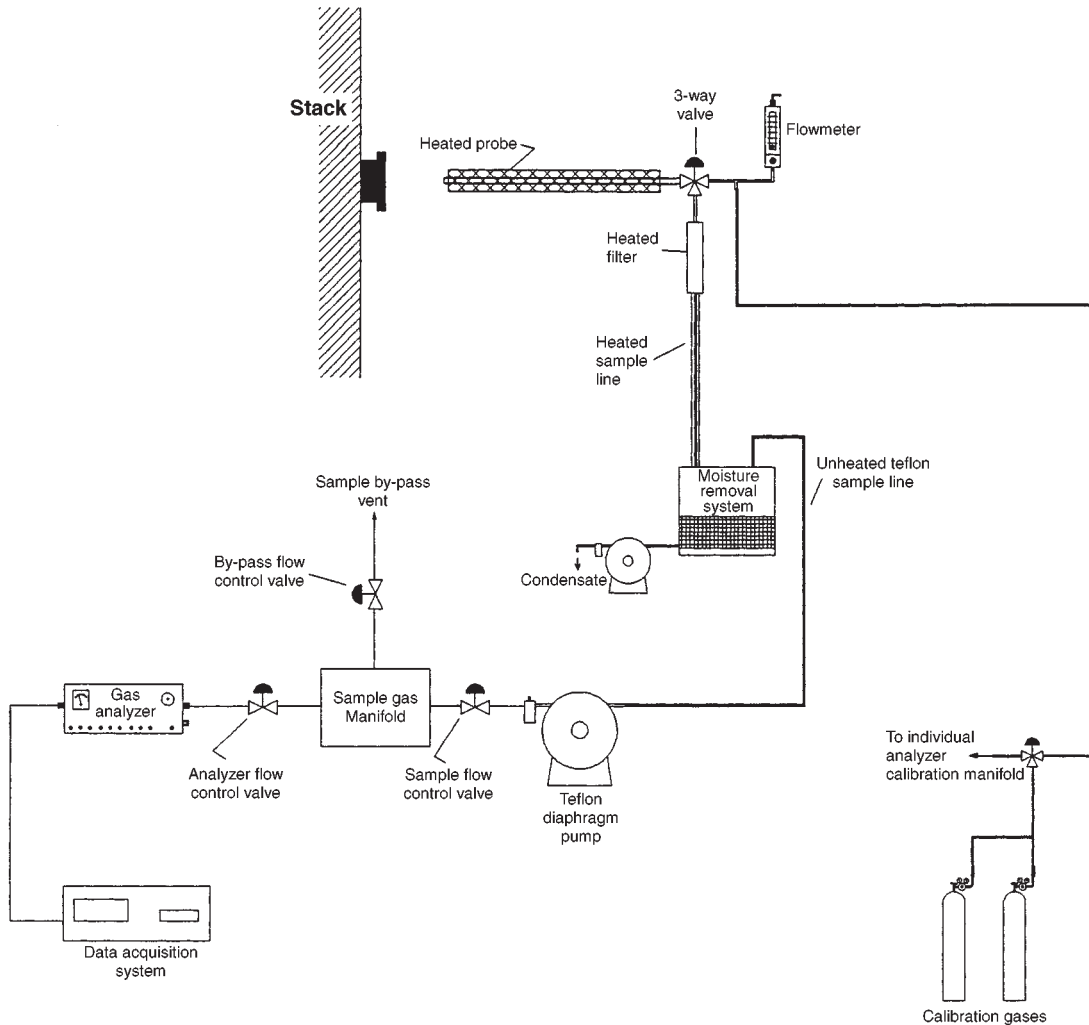 Stack
3-way
valve
Flowmeter
Heated probe
Heated
filter
Heated
sample
line
Moisture
removal
system
Unheated teflon
sample line
Sample by-pass
vent
By-pass flow
control valve
Condensate
Gas
analyzer
Sample gas
Manifold
Analyzer flow
control valve
Sample flow
control valve
Teflon
diaphragm
pump
To individual
analyzer
calibration manifold
Data acquisition
system
Calibration gases